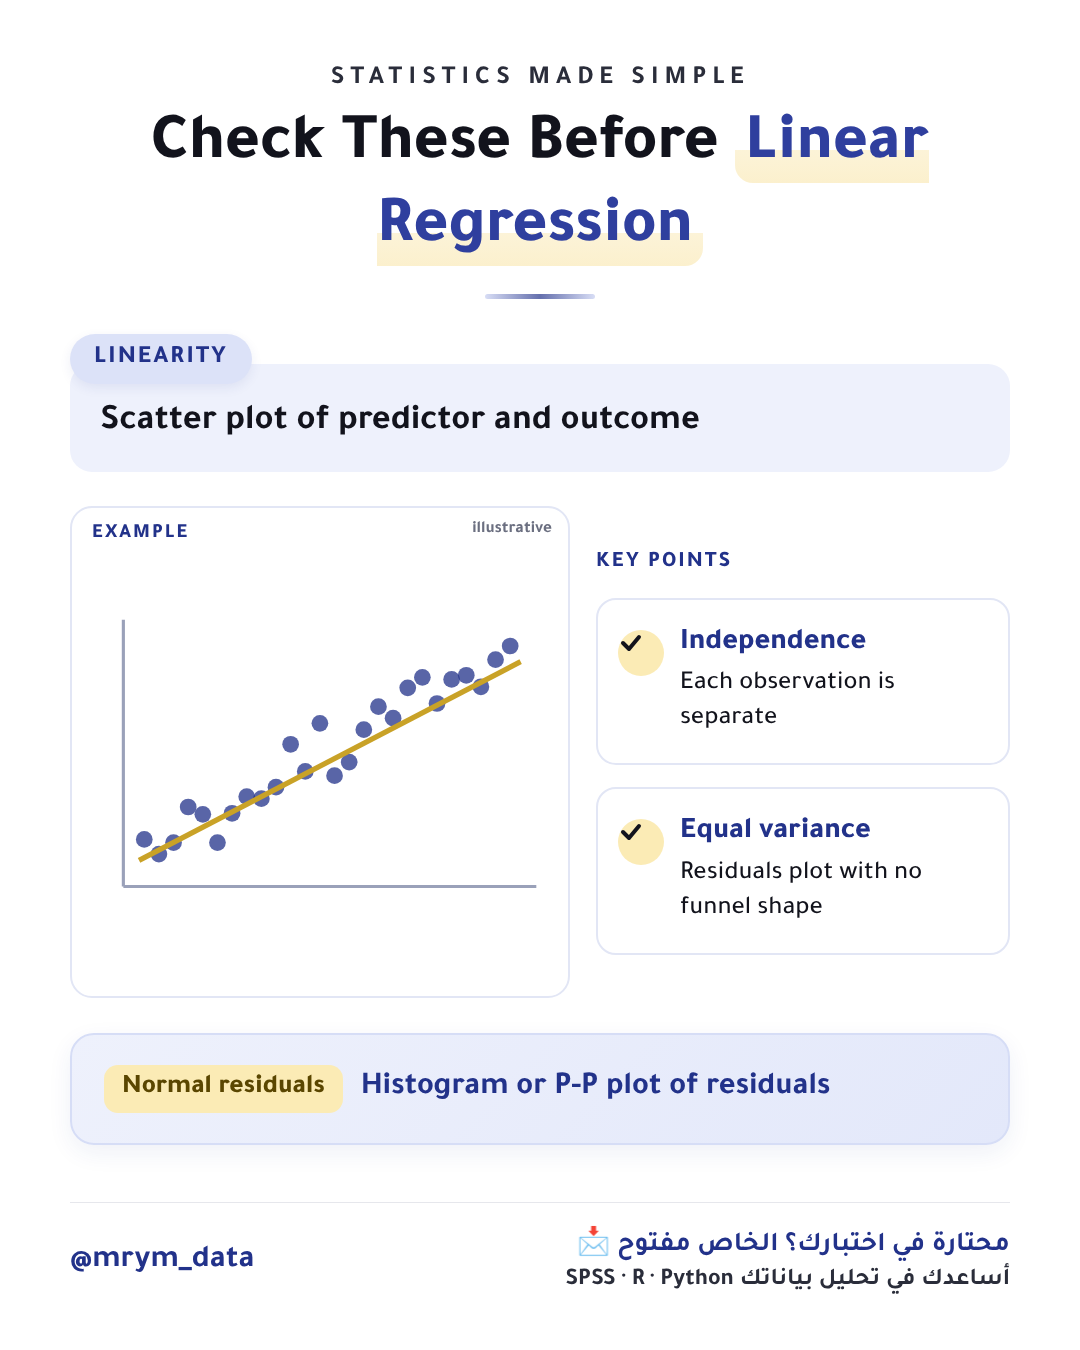 STATISTICS MADE SIMPLE
Check These Before Linear
Regression
LINEARITY
Scatter plot of predictor and outcome
EXAMPLE
illustrative
KEY POINTS
Independence
Each observation is
separate
Equal variance
Residuals plot with no
funnel shape
Normal residuals Histogram or P-P plot of residuals
@mrym_data
محتارة في اختبارك؟ الخاص مفتوح 📩
أساعدك في تحليل بياناتك SPSS · R · Python